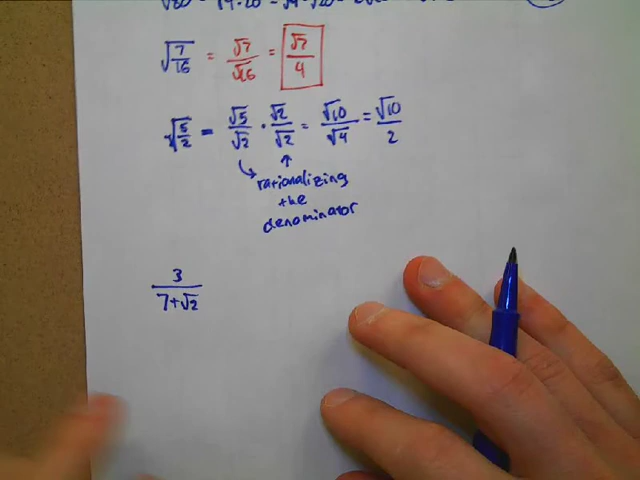 √(7/16) = √7/√16 = √7/4
√(5/2) = √5/√2 · √2/√2 = √10/√4 = √10/2
rationalizing
the
denominator
3/(7+√2)